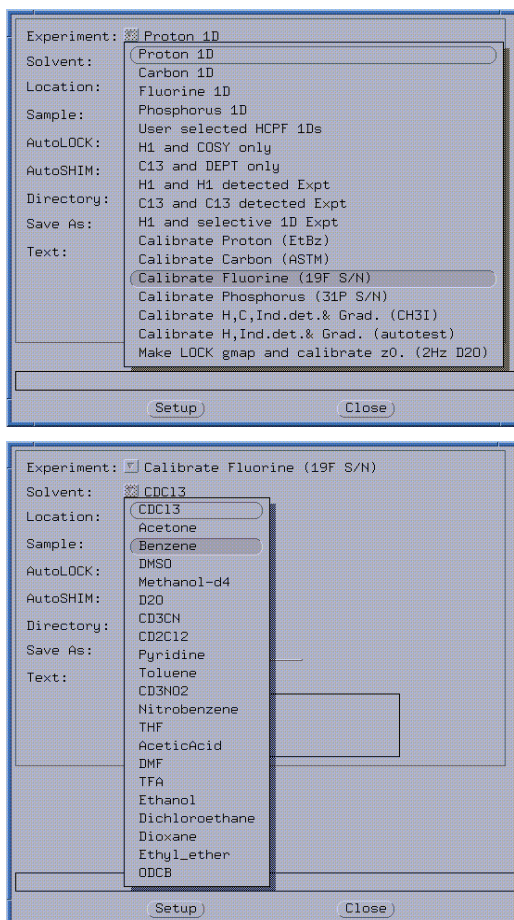 Experiment: Proton 1D
Solvent: Proton 1D
Carbon 1D
Location: Fluorine 1D
Sample: Phosphorus 1D
User selected HCPF 1Ds
AutoLOCK: H1 and COSY only
C13 and DEPT only
AutoSHIM: H1 and H1 detected Expt
Directory: C13 and C13 detected Expt
Save As: H1 and selective 1D Expt
Calibrate Proton (EtBz)
Text: Calibrate Carbon (ASTM)
Calibrate Fluorine (19F S/N)
Calibrate Phosphorus (31P S/N)
Calibrate H,C,Ind.det.& Grad. (CH3I)
Calibrate H,Ind.det.& Grad. (autotest)
Make LOCK gmap and calibrate z0. (2Hz D2O)
Setup Close
Experiment: Calibrate Fluorine (19F S/N)
Solvent: CDCl3
Location: CDCl3
Acetone
Sample: Benzene
DMSO
AutoLOCK: Methanol-d4
AutoSHIM: D2O
CD3CN
Directory: CD2Cl2
Save As: Pyridine
Toluene
Text: CD3NO2
Nitrobenzene
THF
AceticAcid
DMF
TFA
Ethanol
Dichloroethane
Dioxane
Ethyl_ether
ODCB
Setup Close